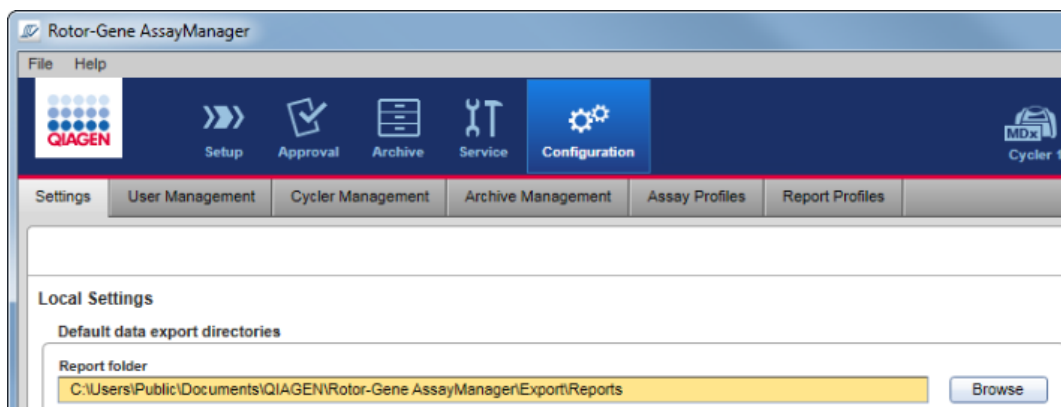 Rotor-Gene AssayManager
File Help
QIAGEN
Setup Approval Archive Service Configuration
MDx
Cycler 1
Settings User Management Cycler Management Archive Management Assay Profiles Report Profiles
Local Settings
Default data export directories
Report folder
C:\Users\Public\Documents\QIAGEN\Rotor-Gene AssayManager\Export\Reports Browse